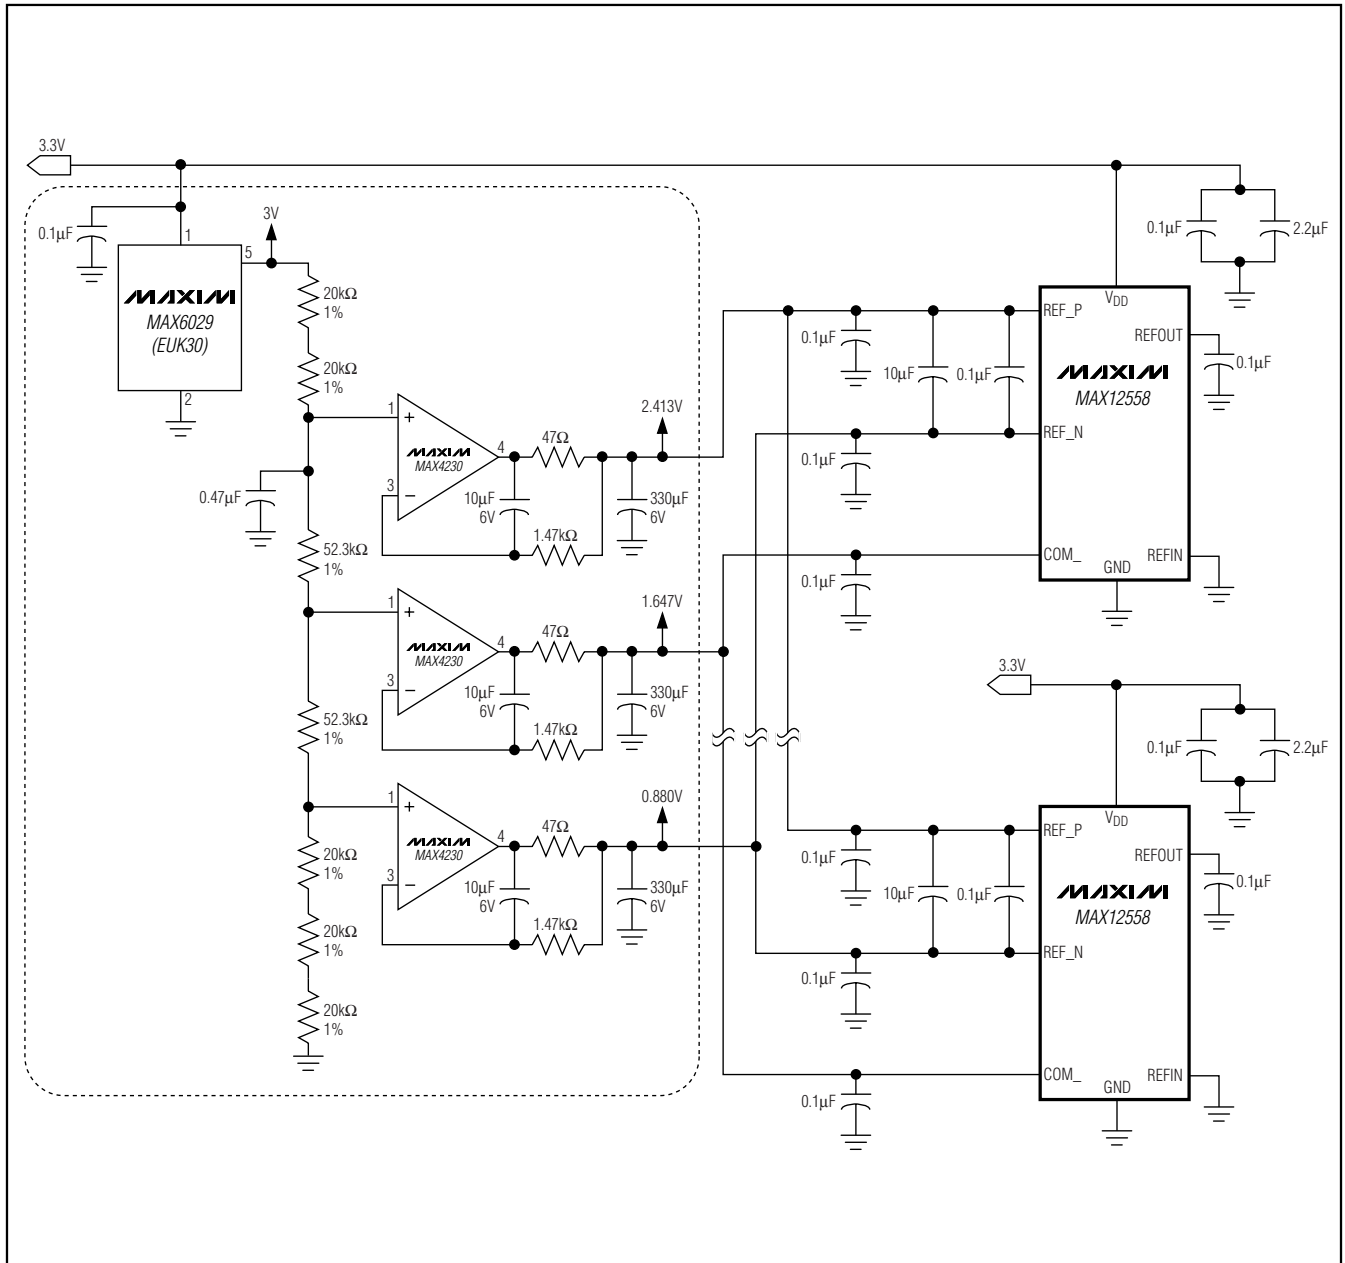 3.3V
0.1µF
1
3V
5
MAXIM
MAX6029
(EUK30)
2
20kΩ
1%
20kΩ
1%
0.47µF
52.3kΩ
1%
52.3kΩ
1%
20kΩ
1%
20kΩ
1%
20kΩ
1%
1
+
MAXIM
MAX4230
3
−
4
47Ω
10µF
6V
1.47kΩ
2.413V
330µF
6V
1
+
MAXIM
MAX4230
3
−
4
47Ω
10µF
6V
1.47kΩ
1.647V
330µF
6V
1
+
MAXIM
MAX4230
3
−
4
47Ω
10µF
6V
1.47kΩ
0.880V
330µF
6V
0.1µF
10µF
0.1µF
0.1µF
0.1µF
VDD
REF_P
REFOUT
MAXIM
MAX12558
REF_N
COM_
REFIN
GND
0.1µF
2.2µF
0.1µF
3.3V
0.1µF
2.2µF
0.1µF
10µF
0.1µF
0.1µF
0.1µF
VDD
REF_P
REFOUT
MAXIM
MAX12558
REF_N
COM_
REFIN
GND
0.1µF